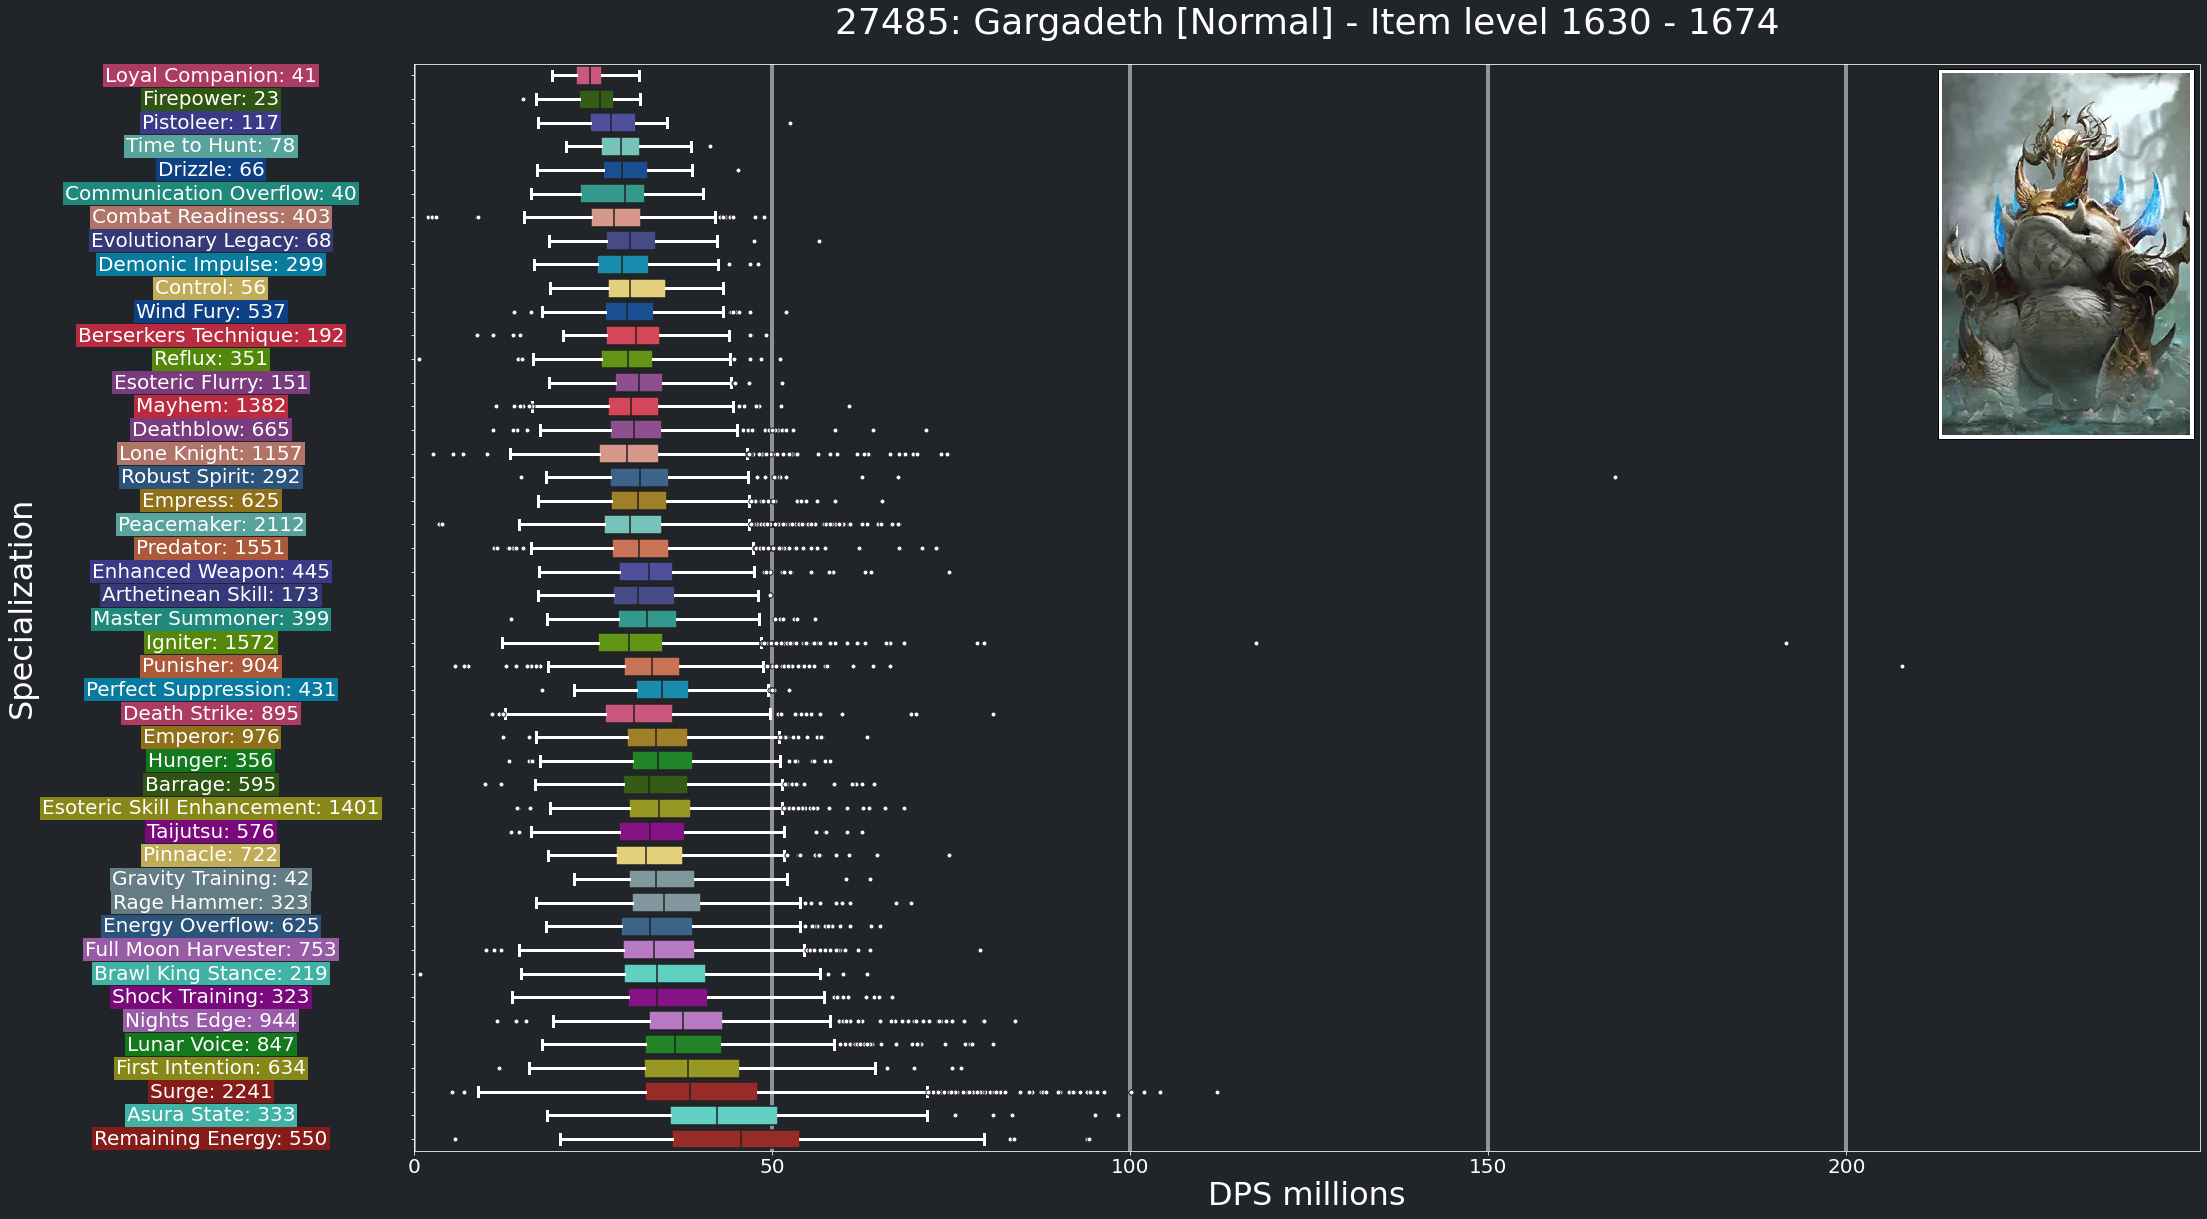 27485: Gargadeth [Normal] - Item level 1630 - 1674
Specialization
Loyal Companion: 41
Firepower: 23
Pistoleer: 117
Time to Hunt: 78
Drizzle: 66
Communication Overflow: 40
Combat Readiness: 403
Evolutionary Legacy: 68
Demonic Impulse: 299
Control: 56
Wind Fury: 537
Berserkers Technique: 192
Reflux: 351
Esoteric Flurry: 151
Mayhem: 1382
Deathblow: 665
Lone Knight: 1157
Robust Spirit: 292
Empress: 625
Peacemaker: 2112
Predator: 1551
Enhanced Weapon: 445
Arthetinean Skill: 173
Master Summoner: 399
Igniter: 1572
Punisher: 904
Perfect Suppression: 431
Death Strike: 895
Emperor: 976
Hunger: 356
Barrage: 595
Esoteric Skill Enhancement: 1401
Taijutsu: 576
Pinnacle: 722
Gravity Training: 42
Rage Hammer: 323
Energy Overflow: 625
Full Moon Harvester: 753
Brawl King Stance: 219
Shock Training: 323
Nights Edge: 944
Lunar Voice: 847
First Intention: 634
Surge: 2241
Asura State: 333
Remaining Energy: 550
0 50 100 150 200
DPS millions